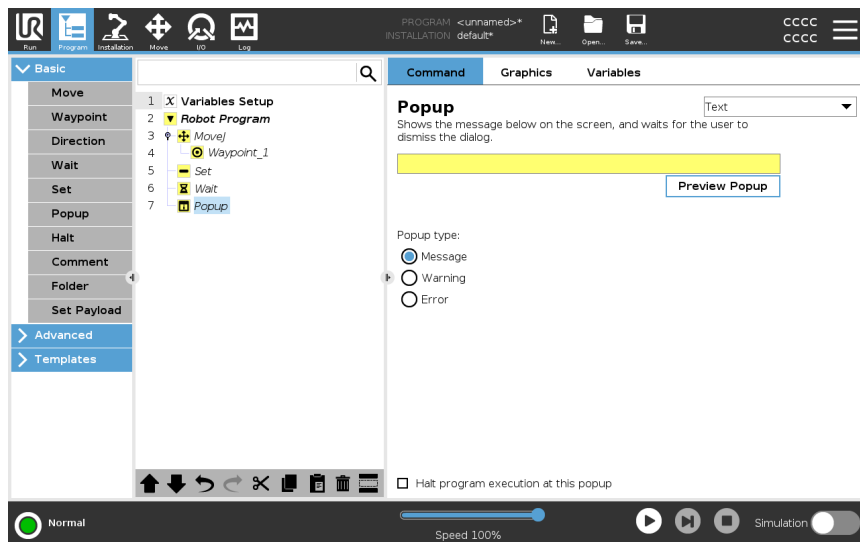 UR
Run
Program
Installation
Move
I/O
Log
PROGRAM <unnamed>*
INSTALLATION default*
New...
Open...
Save...
CCCC
CCCC
Basic
Move
Waypoint
Direction
Wait
Set
Popup
Halt
Comment
Folder
Set Payload
Advanced
Templates
1 X Variables Setup
2 Robot Program
3 MoveJ
4 Waypoint_1
5 Set
6 Wait
7 Popup
Command Graphics Variables
Popup
Text
Shows the message below on the screen, and waits for the user to
dismiss the dialog.
Preview Popup
Popup type:
Message
Warning
Error
Halt program execution at this popup
Normal
Speed 100%
Simulation